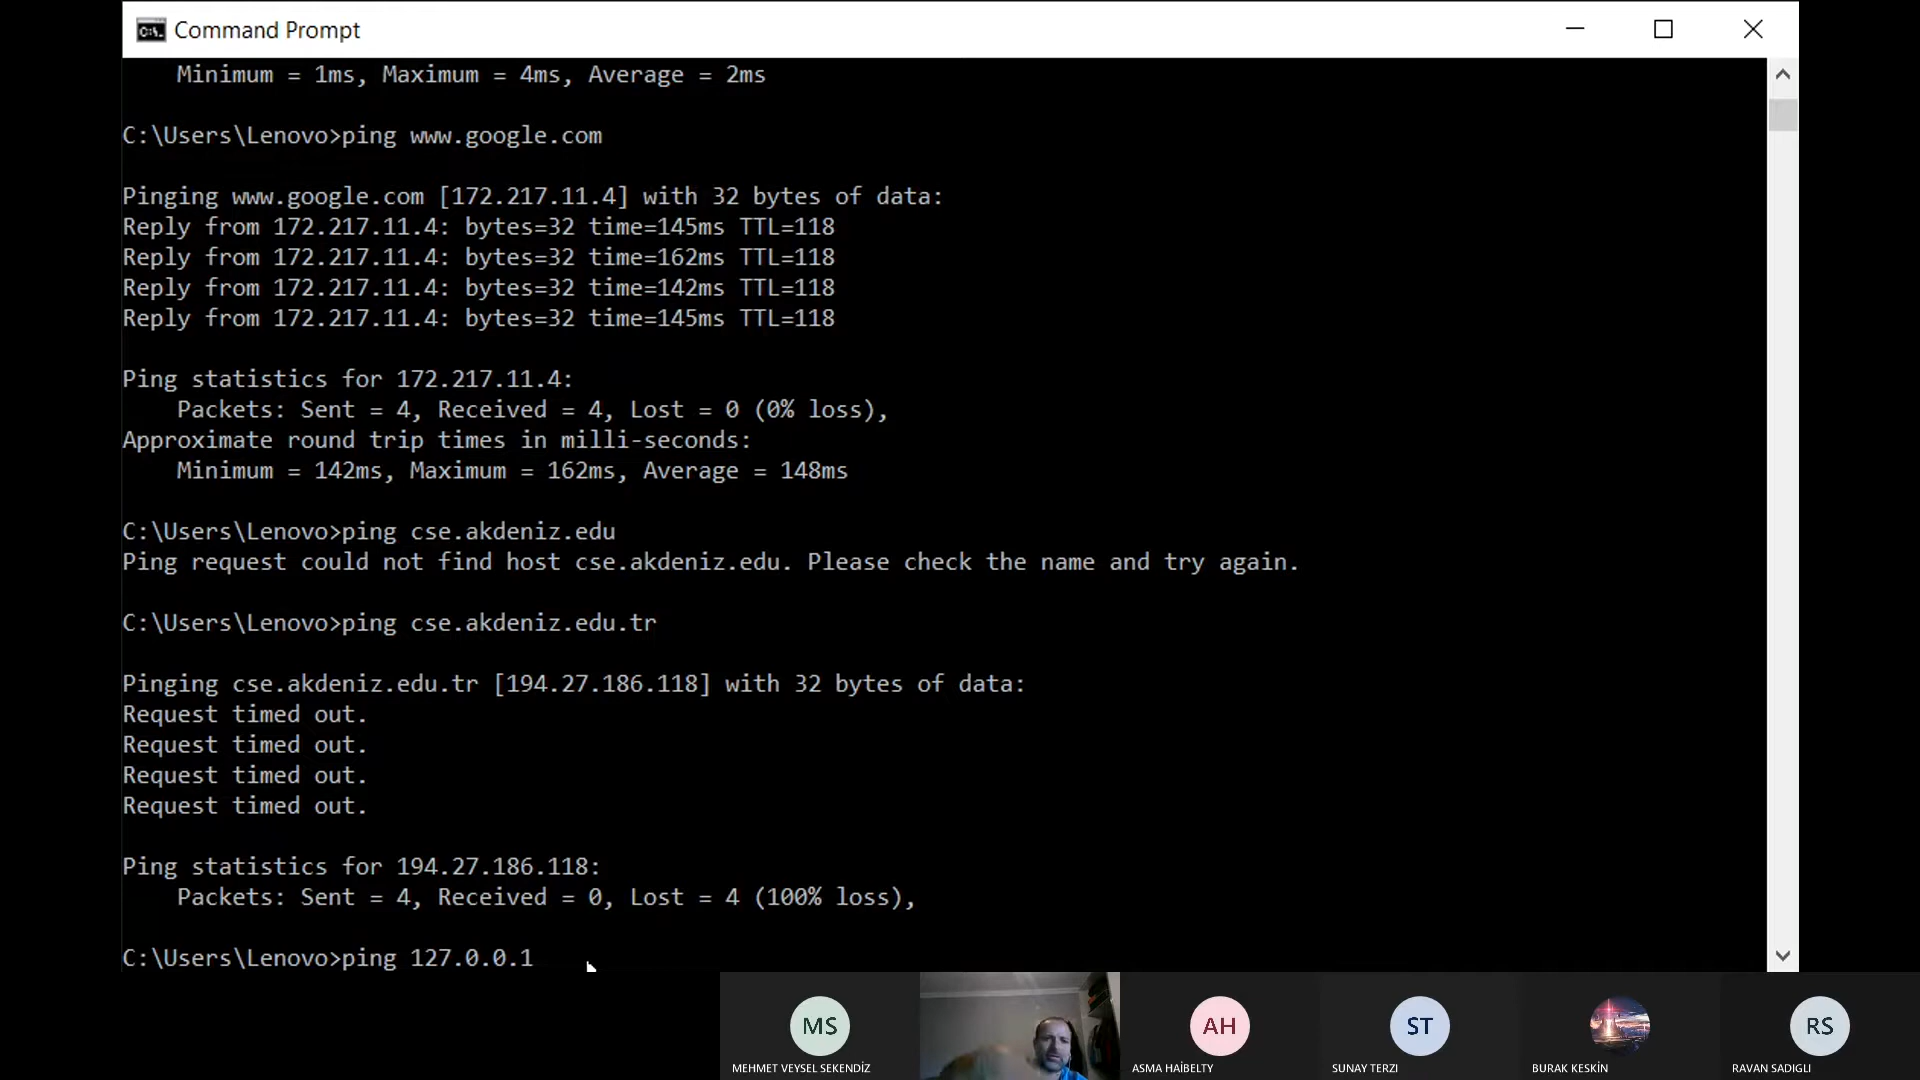 Command Prompt
Minimum = 1ms, Maximum = 4ms, Average = 2ms
C:\Users\Lenovo>ping www.google.com
Pinging www.google.com [172.217.11.4] with 32 bytes of data:
Reply from 172.217.11.4: bytes=32 time=145ms TTL=118
Reply from 172.217.11.4: bytes=32 time=162ms TTL=118
Reply from 172.217.11.4: bytes=32 time=142ms TTL=118
Reply from 172.217.11.4: bytes=32 time=145ms TTL=118
Ping statistics for 172.217.11.4:
Packets: Sent = 4, Received = 4, Lost = 0 (0% loss),
Approximate round trip times in milli-seconds:
Minimum = 142ms, Maximum = 162ms, Average = 148ms
C:\Users\Lenovo>ping cse.akdeniz.edu
Ping request could not find host cse.akdeniz.edu. Please check the name and try again.
C:\Users\Lenovo>ping cse.akdeniz.edu.tr
Pinging cse.akdeniz.edu.tr [194.27.186.118] with 32 bytes of data:
Request timed out.
Request timed out.
Request timed out.
Request timed out.
Ping statistics for 194.27.186.118:
Packets: Sent = 4, Received = 0, Lost = 4 (100% loss),
C:\Users\Lenovo>ping 127.0.0.1
MS AH ST RS
MEHMET VEYSEL SEKENDİZ ASMA HAİBELTY SUNAY TERZI BURAK KESKİN RAVAN SADIGLI